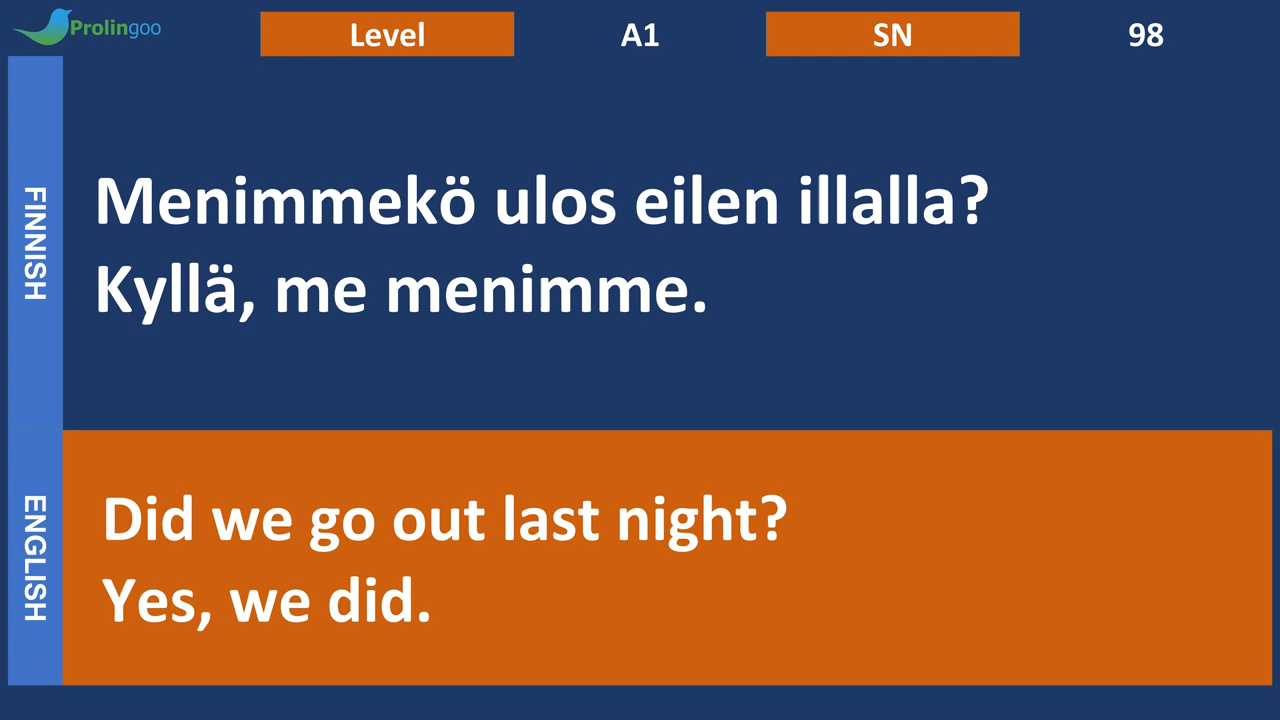 Prolingoo
Level A1 SN 98
FINNISH
Menimmekö ulos eilen illalla?
Kyllä, me menimme.
ENGLISH
Did we go out last night?
Yes, we did.